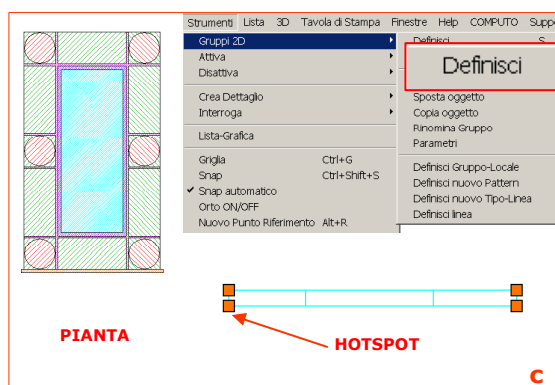 Strumenti Lista 3D Tavola di Stampa Finestre Help COMPUTO Suppo
Gruppi 2D
Attiva
Disattiva
Crea Dettaglio
Interroga
Lista-Grafica
Griglia Ctrl+G
Snap Ctrl+Shift+S
Snap automatico
Orto ON/OFF
Nuovo Punto Riferimento Alt+R
Definisci
Sposta oggetto
Copia oggetto
Rinomina Gruppo
Parametri
Definisci Gruppo-Locale
Definisci nuovo Pattern
Definisci nuovo Tipo-Linea
Definisci linea
PIANTA
HOTSPOT
C